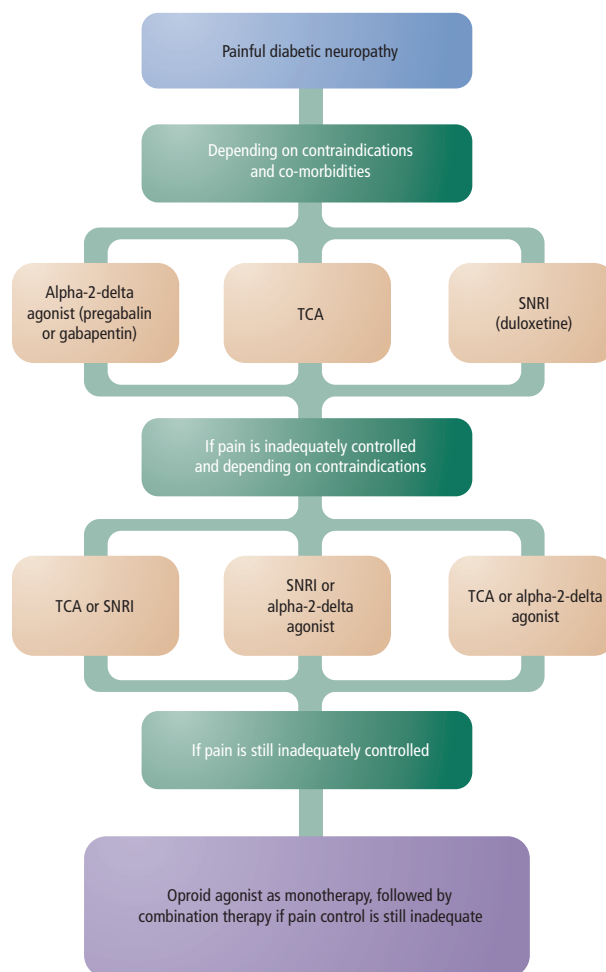 Painful diabetic neuropathy
Depending on contraindications
and co-morbidities
Alpha-2-delta
agonist (pregabalin
or gabapentin)
TCA
SNRI
(duloxetine)
If pain is inadequately controlled
and depending on contraindications
TCA or SNRI
SNRI or
alpha-2-delta
agonist
TCA or alpha-2-delta
agonist
If pain is still inadequately controlled
Oproid agonist as monotherapy, followed by
combination therapy if pain control is still inadequate